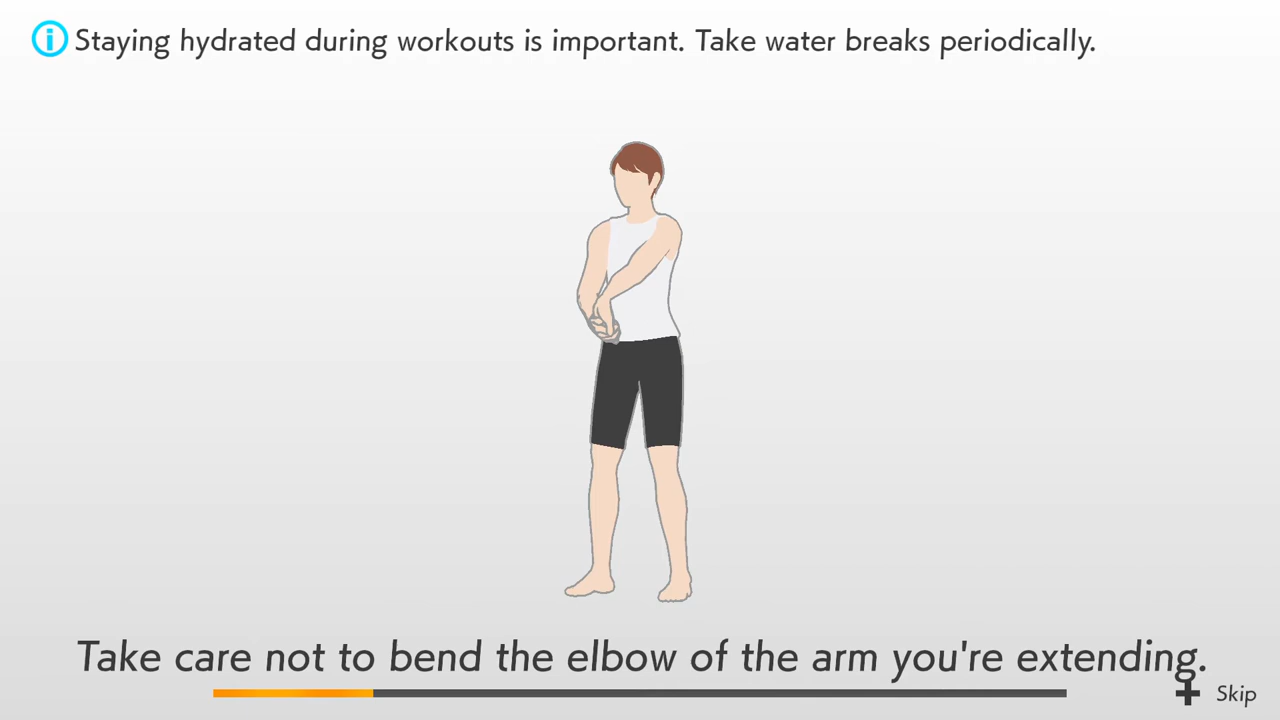 Staying hydrated during workouts is important. Take water breaks periodically.
Take care not to bend the elbow of the arm you're extending.
Skip